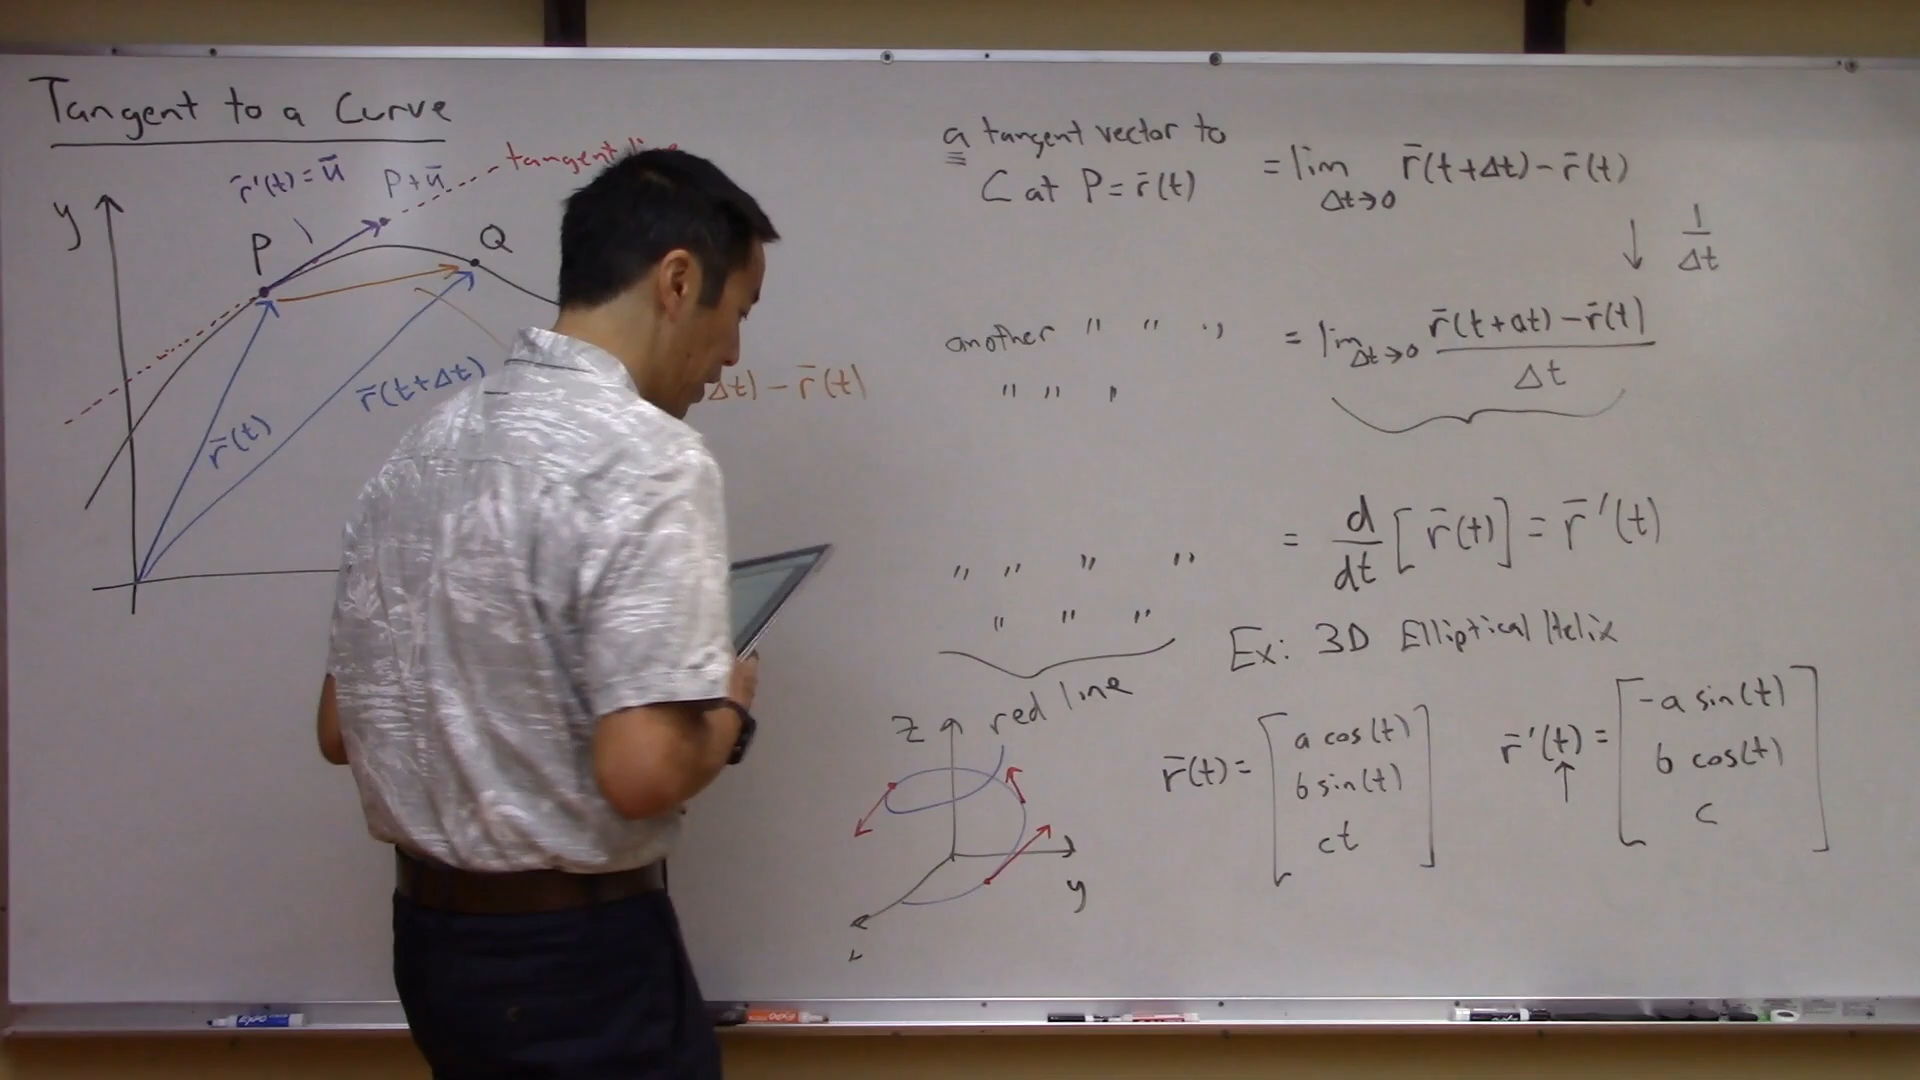 Tangent to a Curve
r̄'(t) = ū
P + ū
tangent
y
P
Q
r̄(t)
r̄(t+Δt)
Δt) - r̄(t)
a tangent vector to
C at P = r̄(t)
= lim Δt→0 r̄(t+Δt) - r̄(t)
↓ 1/Δt
another " " "
" " "
= lim Δt→0 (r̄(t+Δt) - r̄(t))/Δt
" " " "
" " "
= d/dt [r̄(t)] = r̄'(t)
red line
z
y
Ex: 3D Elliptical Helix
r̄(t) = [a cos(t)
b sin(t)
ct]
r̄'(t) = [-a sin(t)
b cos(t)
c]
↑
EXPO